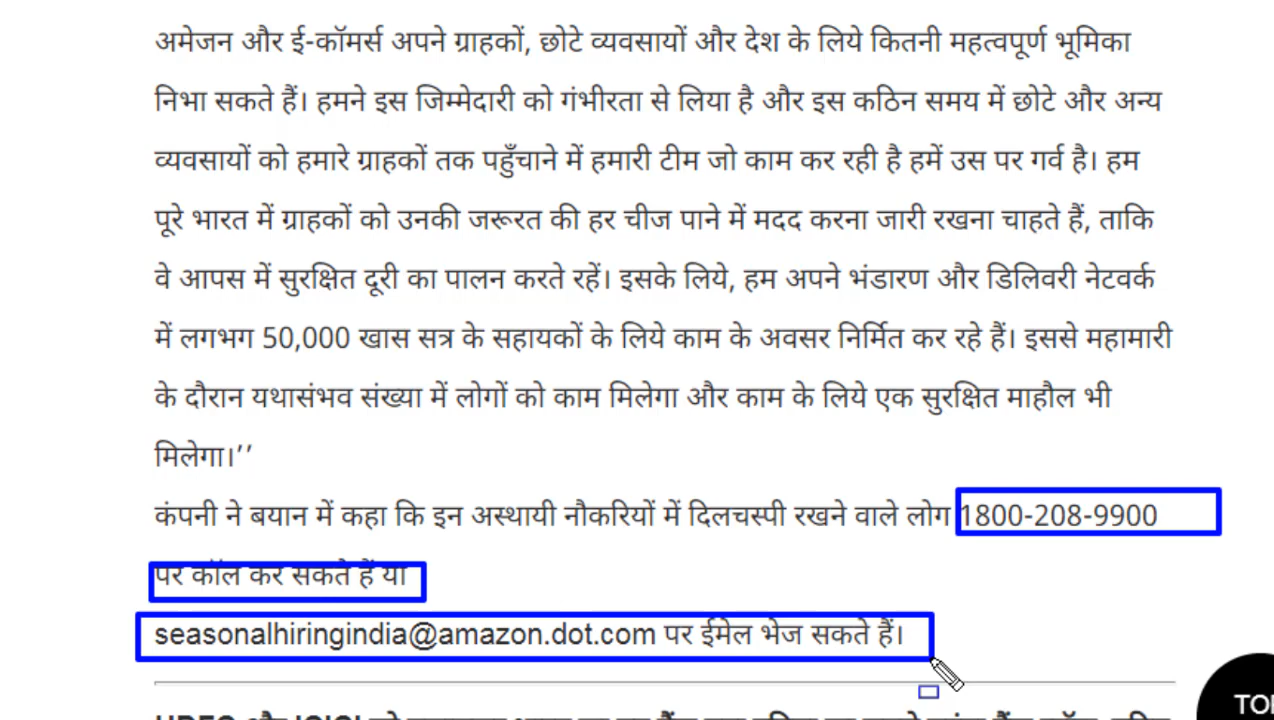 अमेजन और ई-कॉमर्स अपने ग्राहकों, छोटे व्यवसायों और देश के लिये कितनी महत्वपूर्ण भूमिका
निभा सकते हैं। हमने इस जिम्मेदारी को गंभीरता से लिया है और इस कठिन समय में छोटे और अन्य
व्यवसायों को हमारे ग्राहकों तक पहुँचाने में हमारी टीम जो काम कर रही है हमें उस पर गर्व है। हम
पूरे भारत में ग्राहकों को उनकी जरूरत की हर चीज पाने में मदद करना जारी रखना चाहते हैं, ताकि
वे आपस में सुरक्षित दूरी का पालन करते रहें। इसके लिये, हम अपने भंडारण और डिलिवरी नेटवर्क
में लगभग 50,000 खास सत्र के सहायकों के लिये काम के अवसर निर्मित कर रहे हैं। इससे महामारी
के दौरान यथासंभव संख्या में लोगों को काम मिलेगा और काम के लिये एक सुरक्षित माहौल भी
मिलेगा।’’
कंपनी ने बयान में कहा कि इन अस्थायी नौकरियों में दिलचस्पी रखने वाले लोग 1800-208-9900
पर कॉल कर सकते हैं या
seasonalhiringindia@amazon.dot.com पर ईमेल भेज सकते हैं।